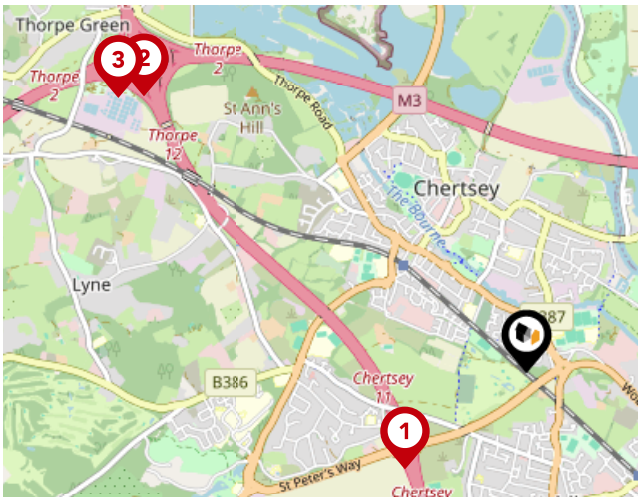 Thorpe Green
3
2
Thorpe
2
Thorpe
2
Thorpe Road
M3
St Ann's
Hill
Thorpe
12
Chertsey
The Bourne
Lyne
B387
B386
Chertsey
11
1
St Peter's Way
Chertsey